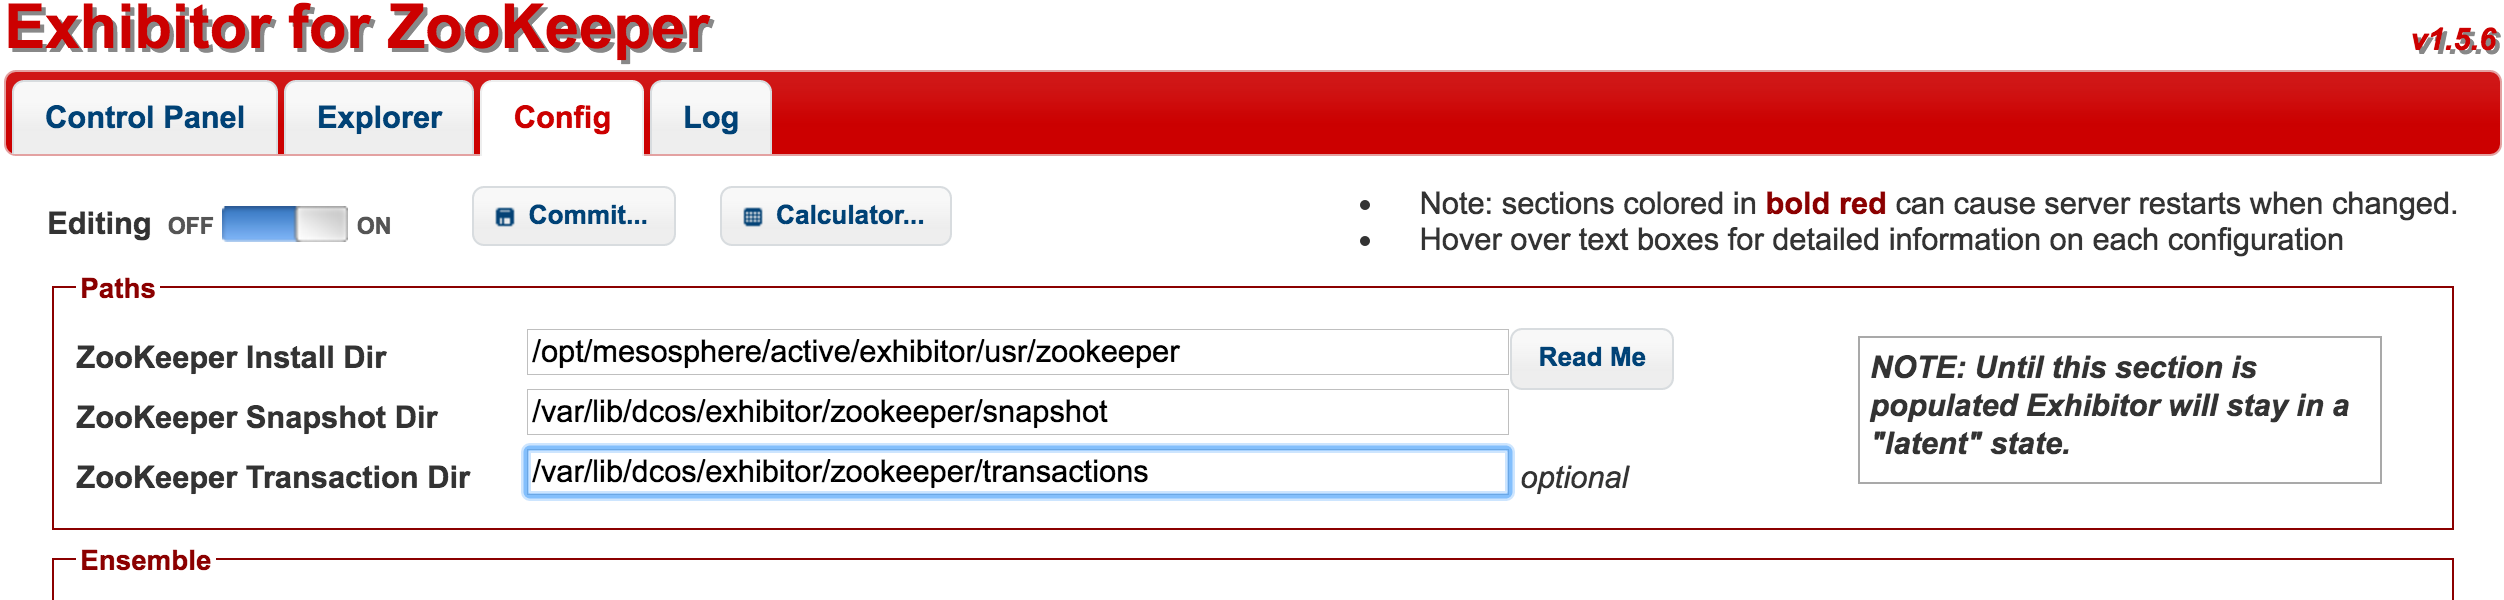 Exhibitor for ZooKeeper
v1.5.6
Control Panel Explorer Config Log
Editing OFF ON Commit... Calculator...
• Note: sections colored in bold red can cause server restarts when changed.
• Hover over text boxes for detailed information on each configuration
Paths
ZooKeeper Install Dir /opt/mesosphere/active/exhibitor/usr/zookeeper Read Me
ZooKeeper Snapshot Dir /var/lib/dcos/exhibitor/zookeeper/snapshot
ZooKeeper Transaction Dir /var/lib/dcos/exhibitor/zookeeper/transactions optional
NOTE: Until this section is
populated Exhibitor will stay in a
"latent" state.
Ensemble